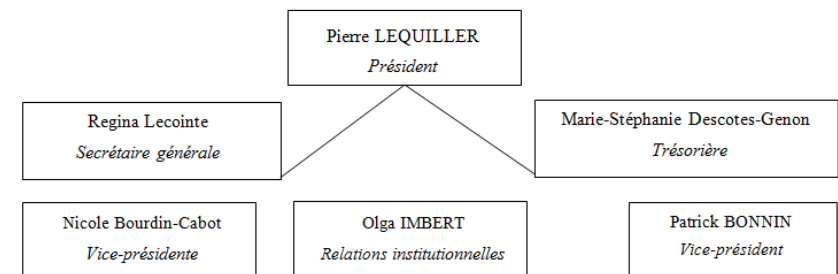 Pierre LEQUILLER
Président
Regina Lecointe
Secrétaire générale
Marie-Stéphanie Descotes-Genon
Trésorière
Nicole Bourdin-Cabot
Vice-présidente
Olga IMBERT
Relations institutionnelles
Patrick BONNIN
Vice-président